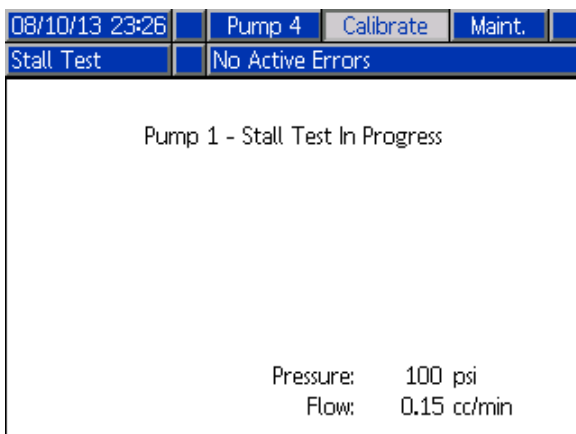 08/10/13 23:26 Pump 4 Calibrate Maint.
Stall Test No Active Errors
Pump 1 - Stall Test In Progress
Pressure: 100 psi
Flow: 0.15 cc/min